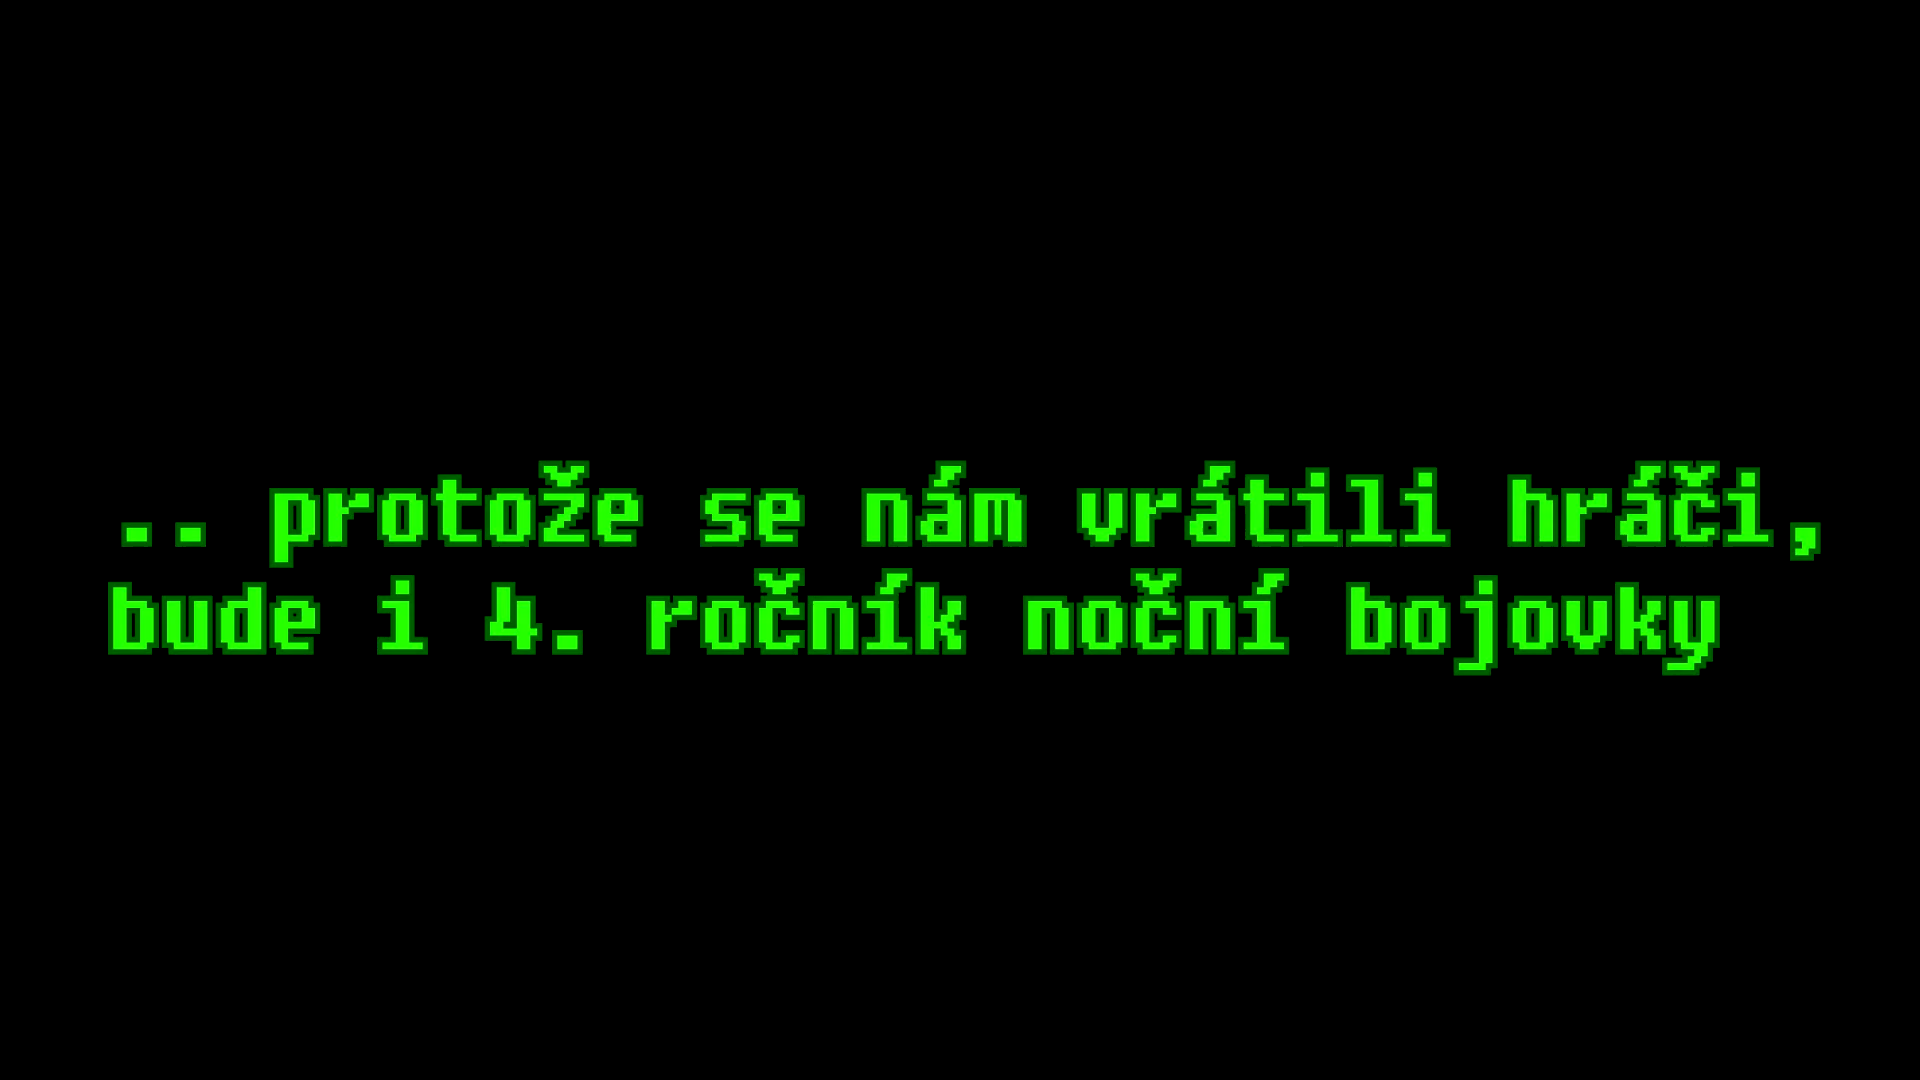 .. protože se nám vrátili hráči,
bude i 4. ročník noční bojovky